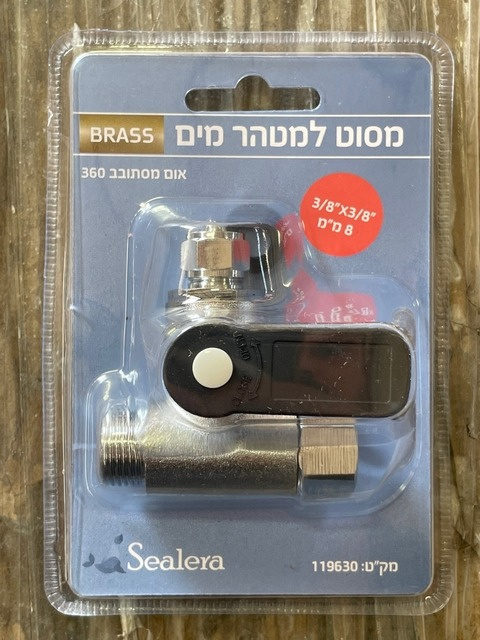 מסוט למטהר מים BRASS
אום מסתובב 360
3/8"X3/8"
8 מ"מ
Sealera
מק"ט: 119630